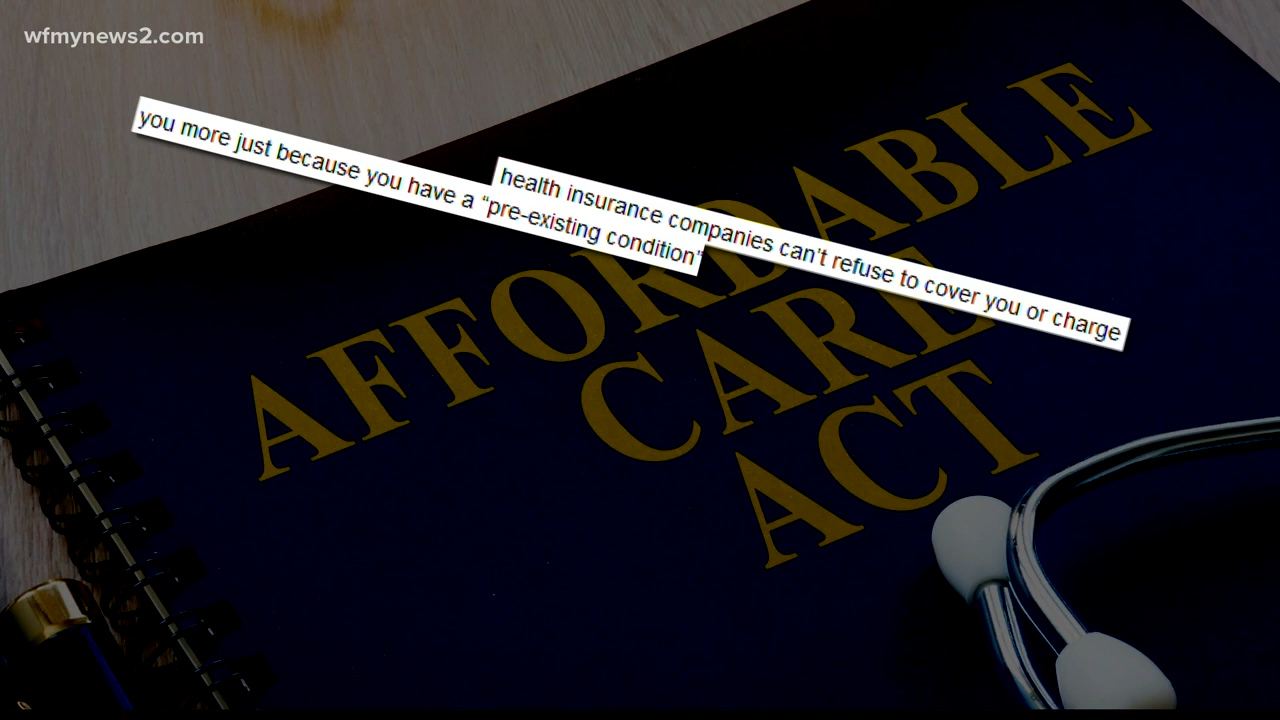 wfmynews2.com
health insurance companies can't refuse to cover you or charge
you more just because you have a “pre-existing condition”
AFFORDABLE
CARE
ACT